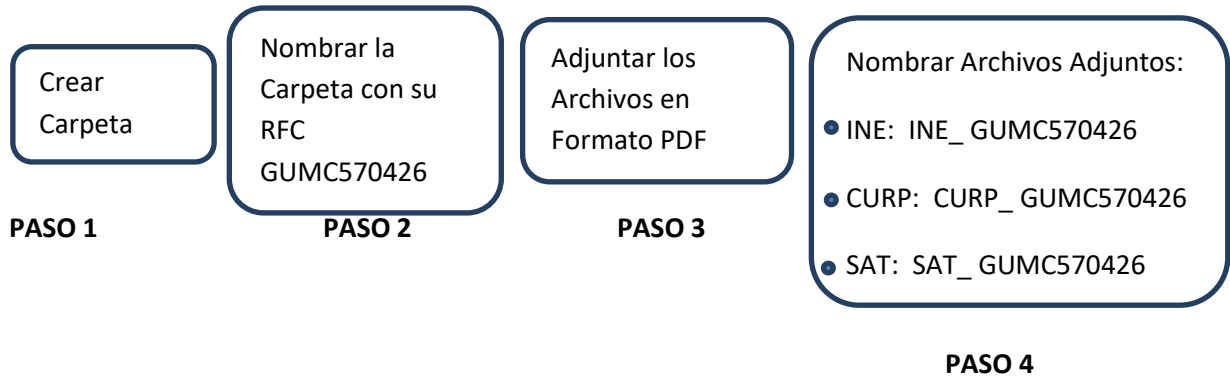 Crear
Carpeta
PASO 1
Nombrar la
Carpeta con su
RFC
GUMC570426
PASO 2
Adjuntar los
Archivos en
Formato PDF
PASO 3
Nombrar Archivos Adjuntos:
INE: INE_ GUMC570426
CURP: CURP_ GUMC570426
SAT: SAT_ GUMC570426
PASO 4